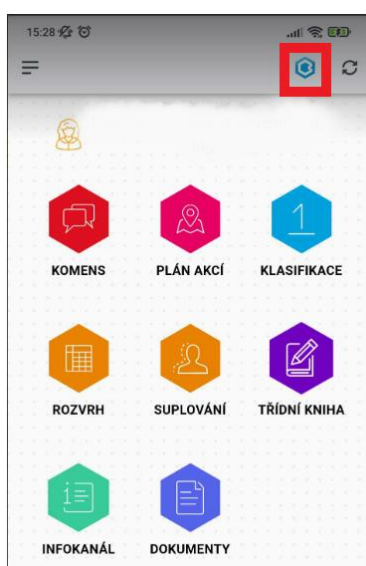 15:28
KOMENS PLÁN AKCÍ KLASIFIKACE
1
ROZVRH SUPLOVÁNÍ TŘÍDNÍ KNIHA
INFOKANÁL DOKUMENTY